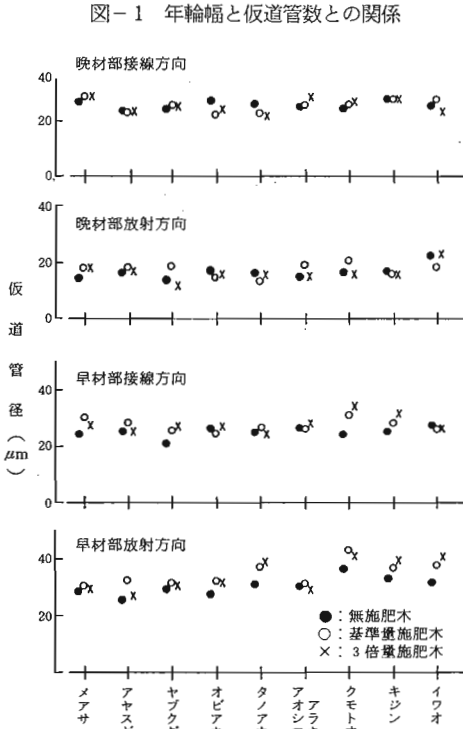 図－1 年輪幅と仮道管数との関係
晩材部接線方向
40
20
0
晩材部放射方向
40
20
0
早材部接線方向
40
20
0
早材部放射方向
40
20
仮道管径(μm)
●：無施肥木
○：基準量施肥木
×：3倍量施肥木
メアサ
アヤスギ
ヤブクグ
オビア
タノア
アオシ
アラ
クモト
キジン
イワオ